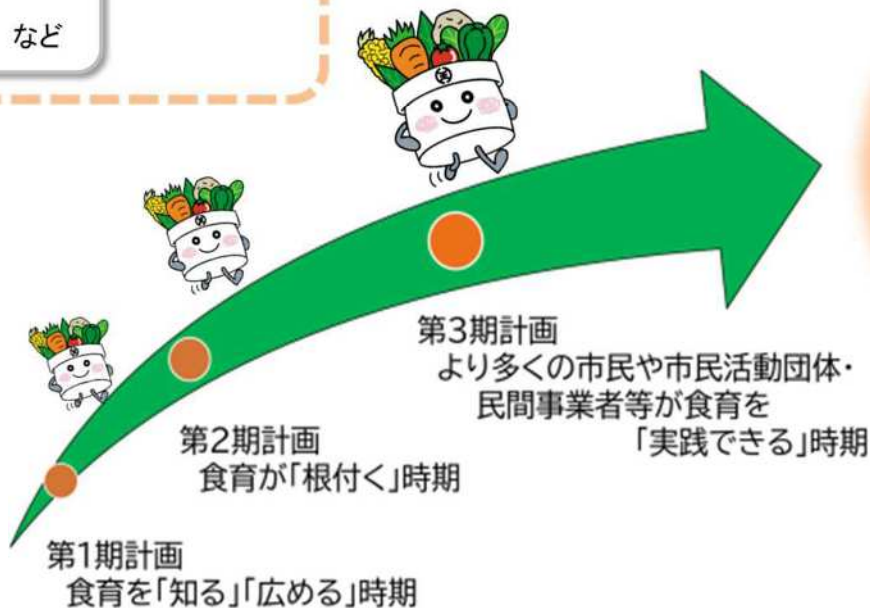 など
第3期計画
より多くの市民や市民活動団体・
民間事業者等が食育を
「実践できる」時期
第2期計画
食育が「根付く」時期
第1期計画
食育を「知る」「広める」時期